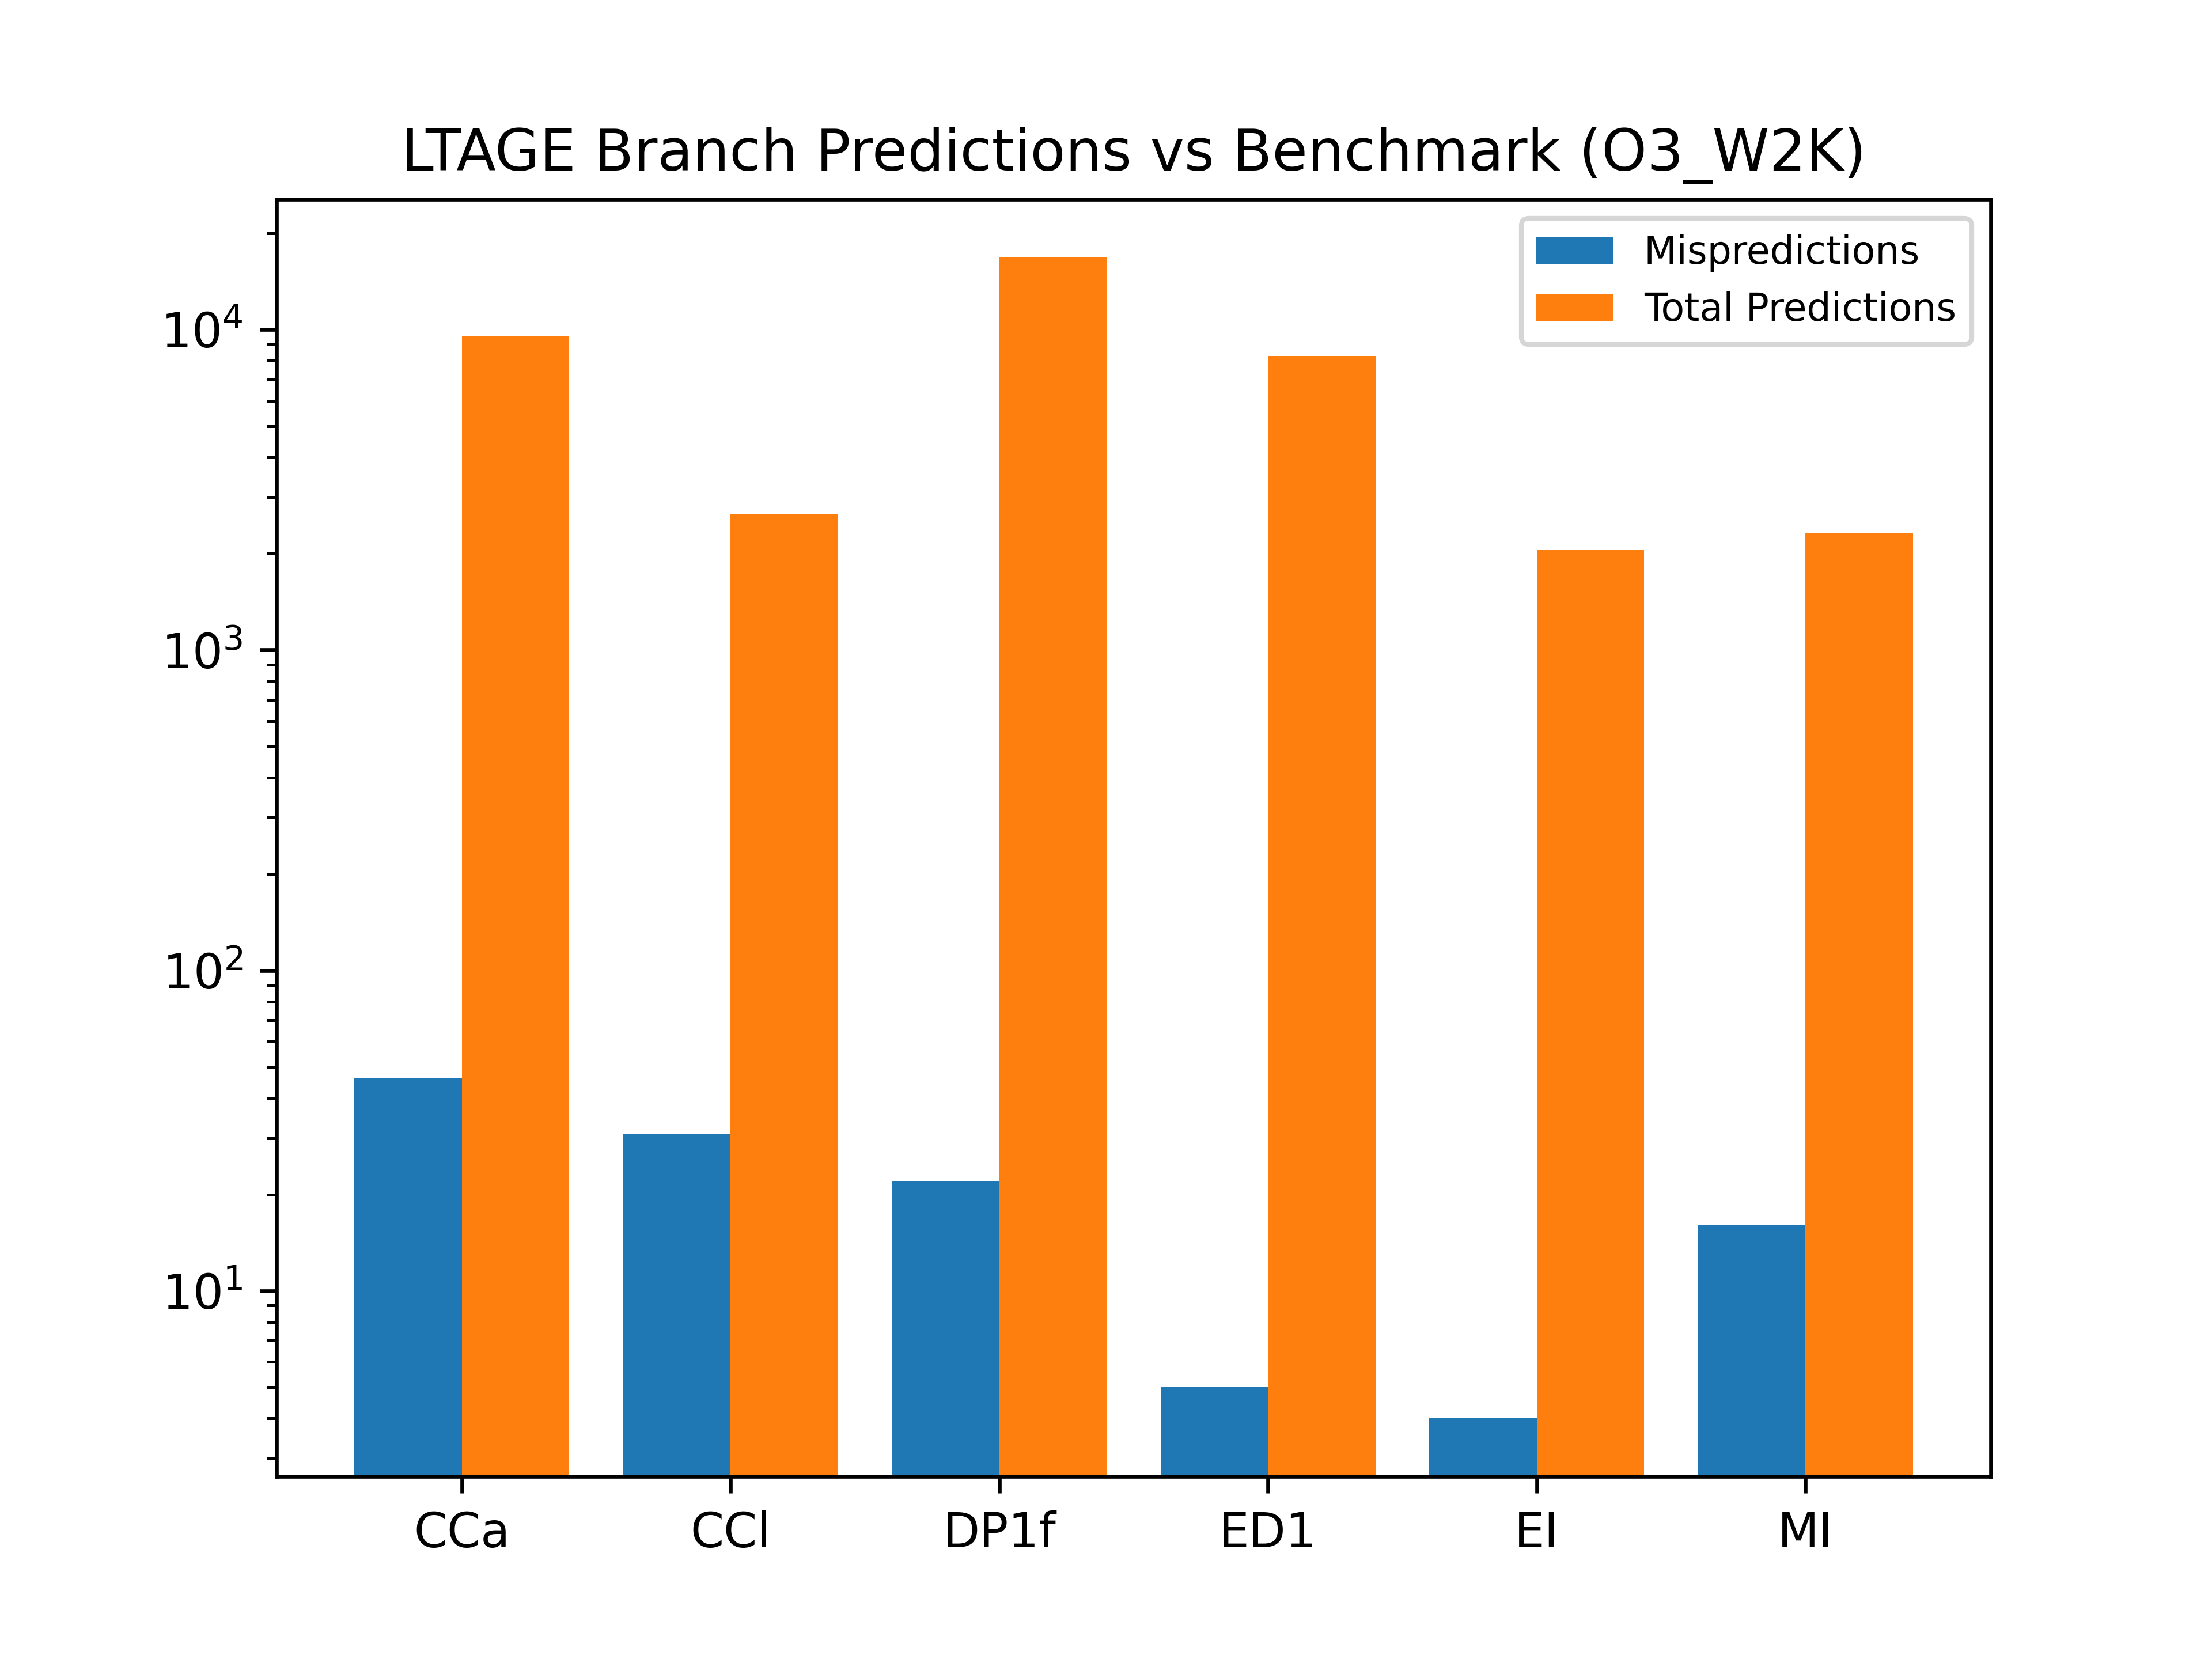 LTAGE Branch Predictions vs Benchmark (O3_W2K)
Mispredictions
Total Predictions
10⁴
10³
10²
10¹
CCa CCl DP1f ED1 EI MI